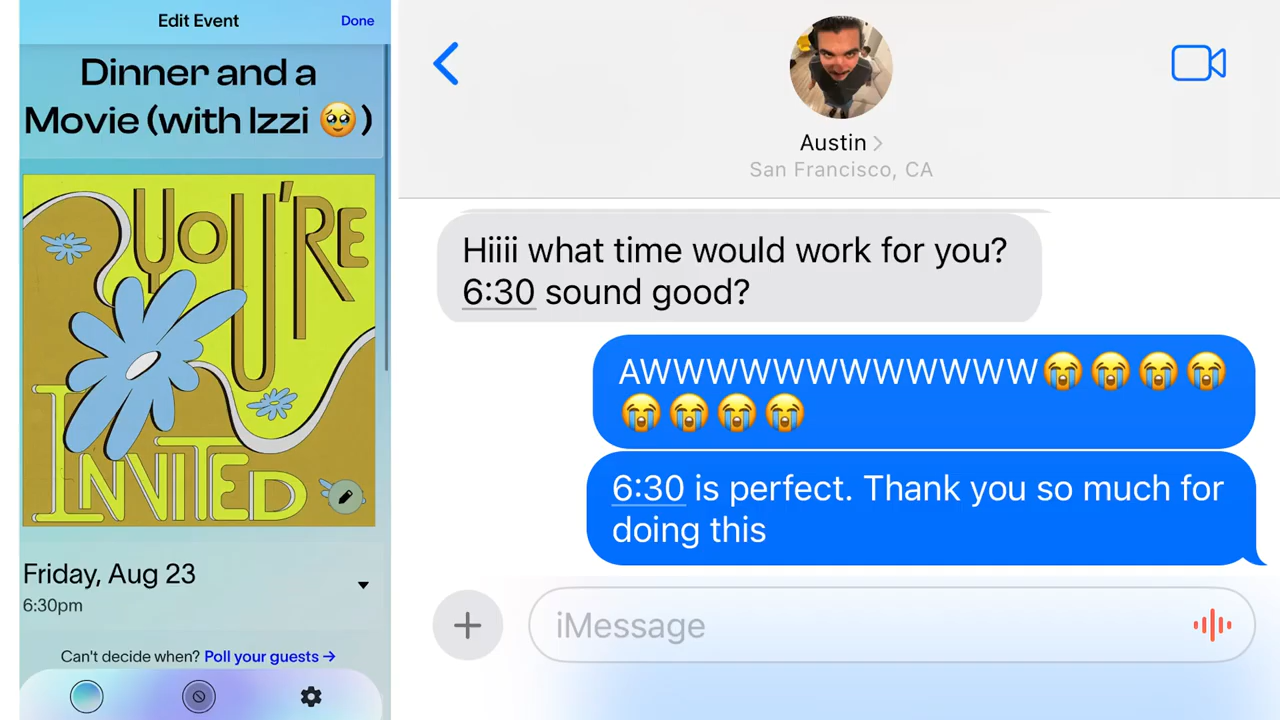 Edit Event
Done
Dinner and a
Movie (with Izzi 🥹)
YOU'RE
INVITED
Friday, Aug 23
6:30pm
Can't decide when? Poll your guests →
Austin
San Francisco, CA
Hiiii what time would work for you?
6:30 sound good?
AWWWWWWWWWWWWW😭😭😭😭
😭😭😭😭
6:30 is perfect. Thank you so much for
doing this
iMessage